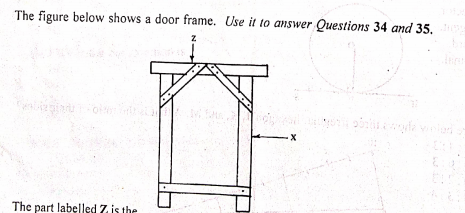 The figure below shows a door frame. Use it to answer Questions 34 and 35.
Z
X
The part labelled Z is the